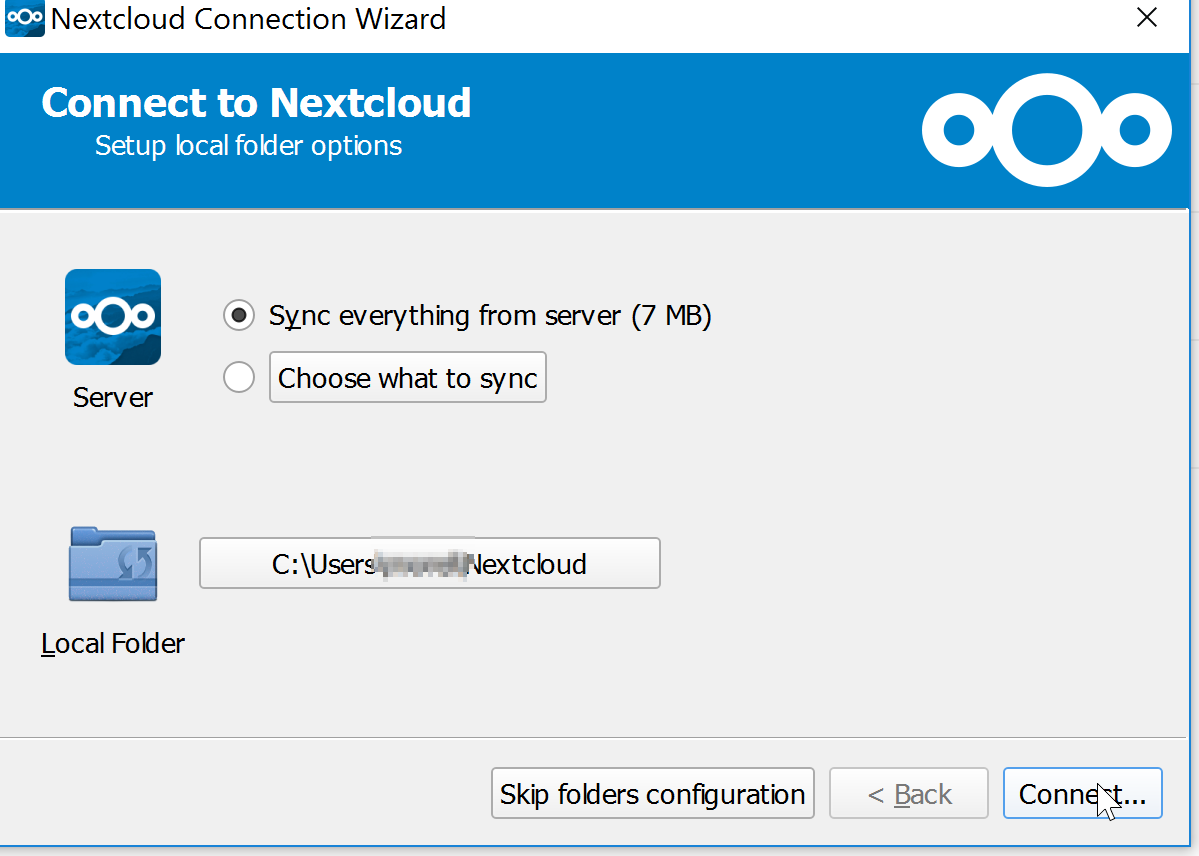 Nextcloud Connection Wizard
Connect to Nextcloud
Setup local folder options
Sync everything from server (7 MB)
Choose what to sync
Server
C:\Users Nextcloud
Local Folder
Skip folders configuration
< Back
Connect...